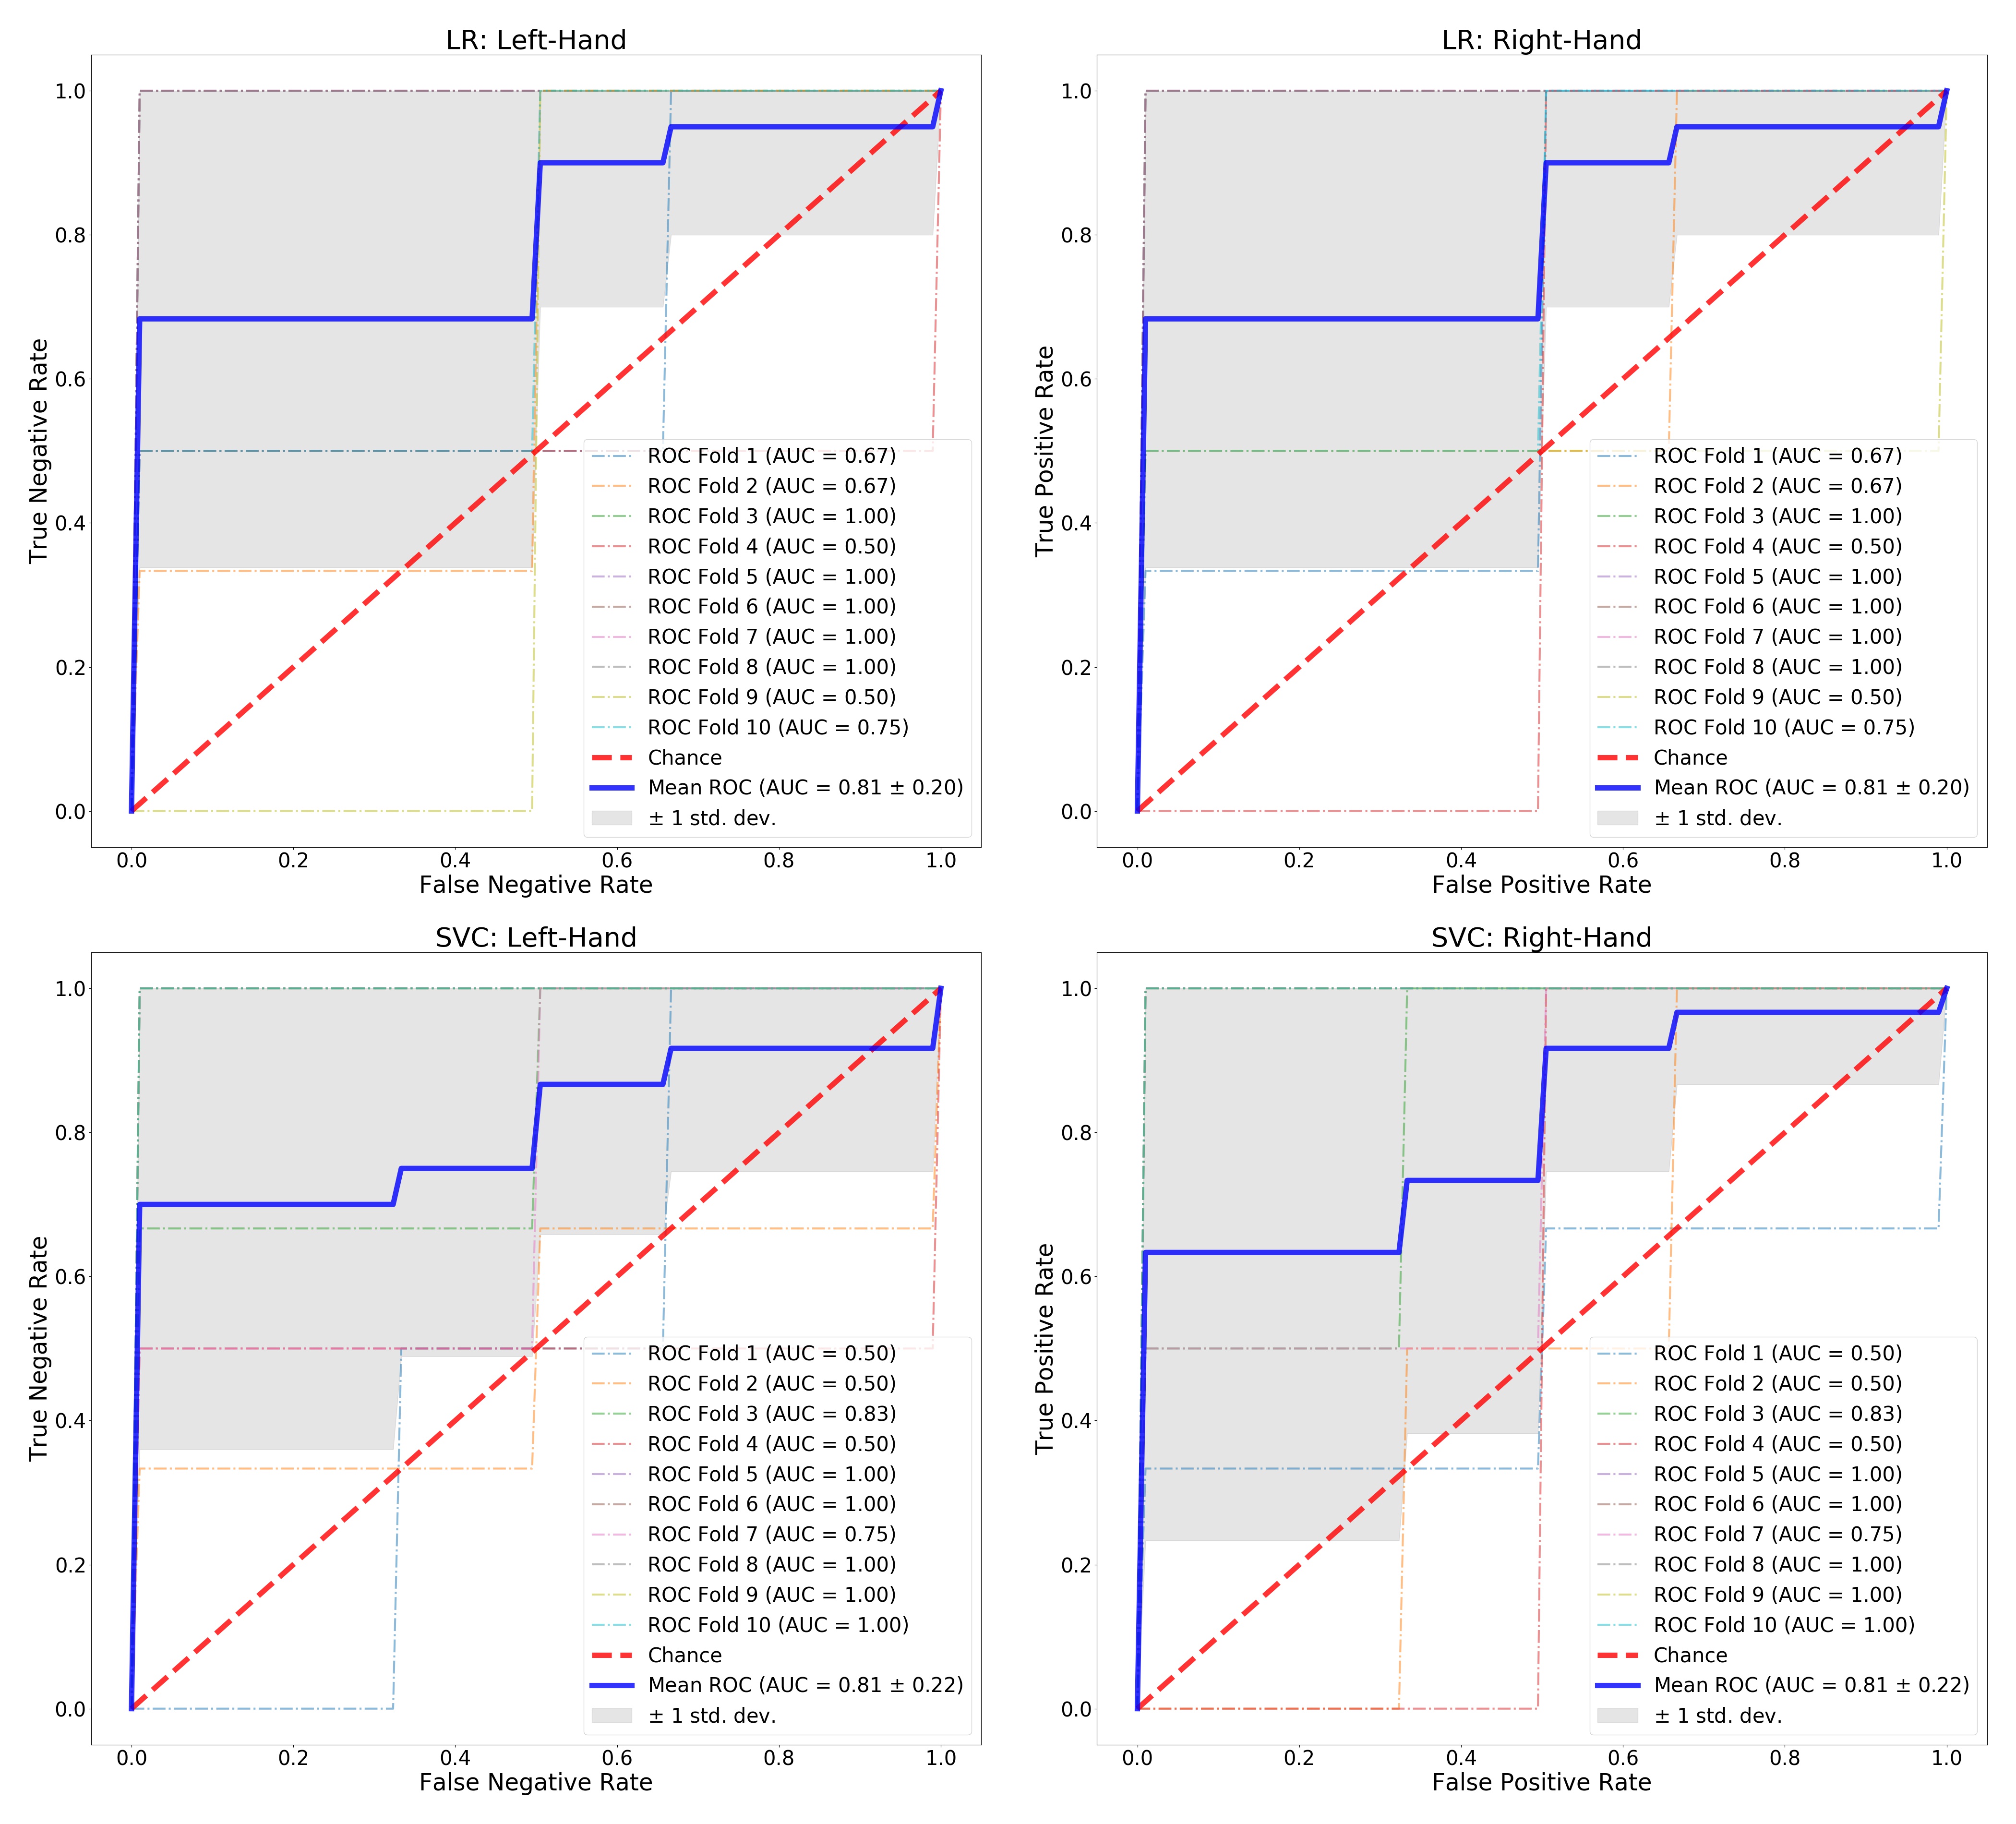 LR: Left-Hand
True Negative Rate
1.0
0.8
0.6
0.4
0.2
0.0
ROC Fold 1 (AUC = 0.67)
ROC Fold 2 (AUC = 0.67)
ROC Fold 3 (AUC = 1.00)
ROC Fold 4 (AUC = 0.50)
ROC Fold 5 (AUC = 1.00)
ROC Fold 6 (AUC = 1.00)
ROC Fold 7 (AUC = 1.00)
ROC Fold 8 (AUC = 1.00)
ROC Fold 9 (AUC = 0.50)
ROC Fold 10 (AUC = 0.75)
Chance
Mean ROC (AUC = 0.81 ± 0.20)
± 1 std. dev.
0.0 0.2 0.4 0.6 0.8 1.0
False Negative Rate
LR: Right-Hand
True Positive Rate
1.0
0.8
0.6
0.4
0.2
0.0
ROC Fold 1 (AUC = 0.67)
ROC Fold 2 (AUC = 0.67)
ROC Fold 3 (AUC = 1.00)
ROC Fold 4 (AUC = 0.50)
ROC Fold 5 (AUC = 1.00)
ROC Fold 6 (AUC = 1.00)
ROC Fold 7 (AUC = 1.00)
ROC Fold 8 (AUC = 1.00)
ROC Fold 9 (AUC = 0.50)
ROC Fold 10 (AUC = 0.75)
Chance
Mean ROC (AUC = 0.81 ± 0.20)
± 1 std. dev.
0.0 0.2 0.4 0.6 0.8 1.0
False Positive Rate
SVC: Left-Hand
True Negative Rate
1.0
0.8
0.6
0.4
0.2
0.0
ROC Fold 1 (AUC = 0.50)
ROC Fold 2 (AUC = 0.50)
ROC Fold 3 (AUC = 0.83)
ROC Fold 4 (AUC = 0.50)
ROC Fold 5 (AUC = 1.00)
ROC Fold 6 (AUC = 1.00)
ROC Fold 7 (AUC = 0.75)
ROC Fold 8 (AUC = 1.00)
ROC Fold 9 (AUC = 1.00)
ROC Fold 10 (AUC = 1.00)
Chance
Mean ROC (AUC = 0.81 ± 0.22)
± 1 std. dev.
0.0 0.2 0.4 0.6 0.8 1.0
False Negative Rate
SVC: Right-Hand
True Positive Rate
1.0
0.8
0.6
0.4
0.2
0.0
ROC Fold 1 (AUC = 0.50)
ROC Fold 2 (AUC = 0.50)
ROC Fold 3 (AUC = 0.83)
ROC Fold 4 (AUC = 0.50)
ROC Fold 5 (AUC = 1.00)
ROC Fold 6 (AUC = 1.00)
ROC Fold 7 (AUC = 0.75)
ROC Fold 8 (AUC = 1.00)
ROC Fold 9 (AUC = 1.00)
ROC Fold 10 (AUC = 1.00)
Chance
Mean ROC (AUC = 0.81 ± 0.22)
± 1 std. dev.
0.0 0.2 0.4 0.6 0.8 1.0
False Positive Rate